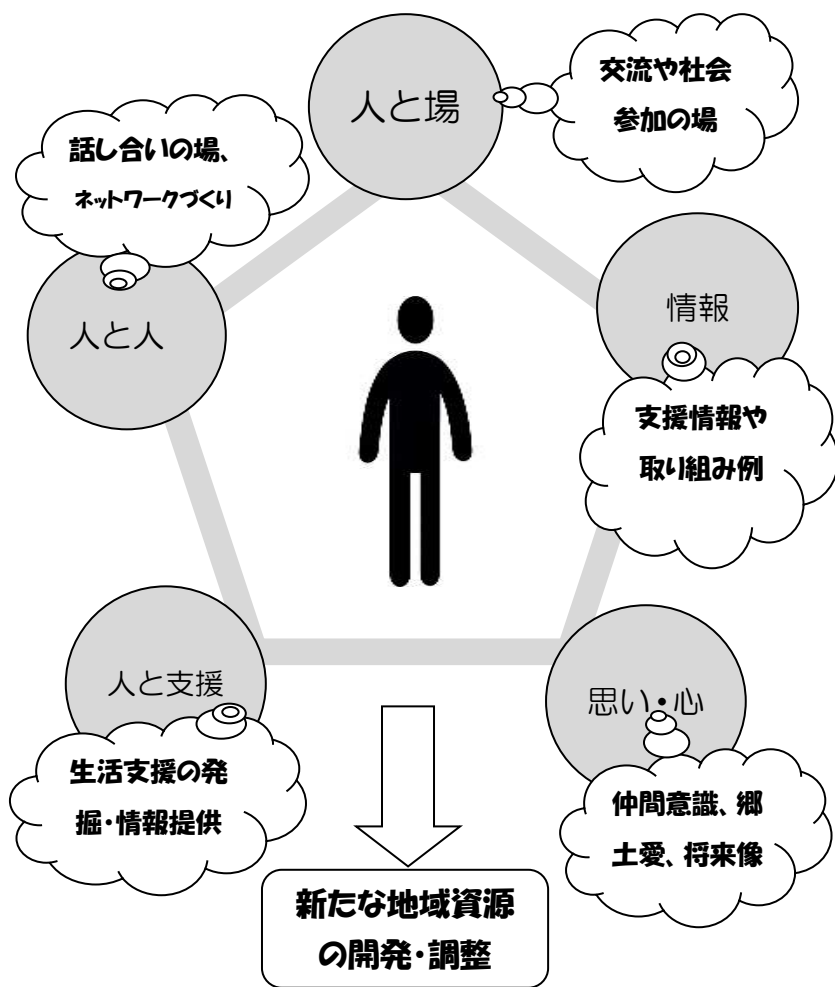 人と場
交流や社会
参加の場
話し合いの場、
ネットワークづくり
人と人
情報
支援情報や
取り組み例
人と支援
生活支援の発
掘・情報提供
思い・心
仲間意識、郷
土愛、将来像
新たな地域資源
の開発・調整